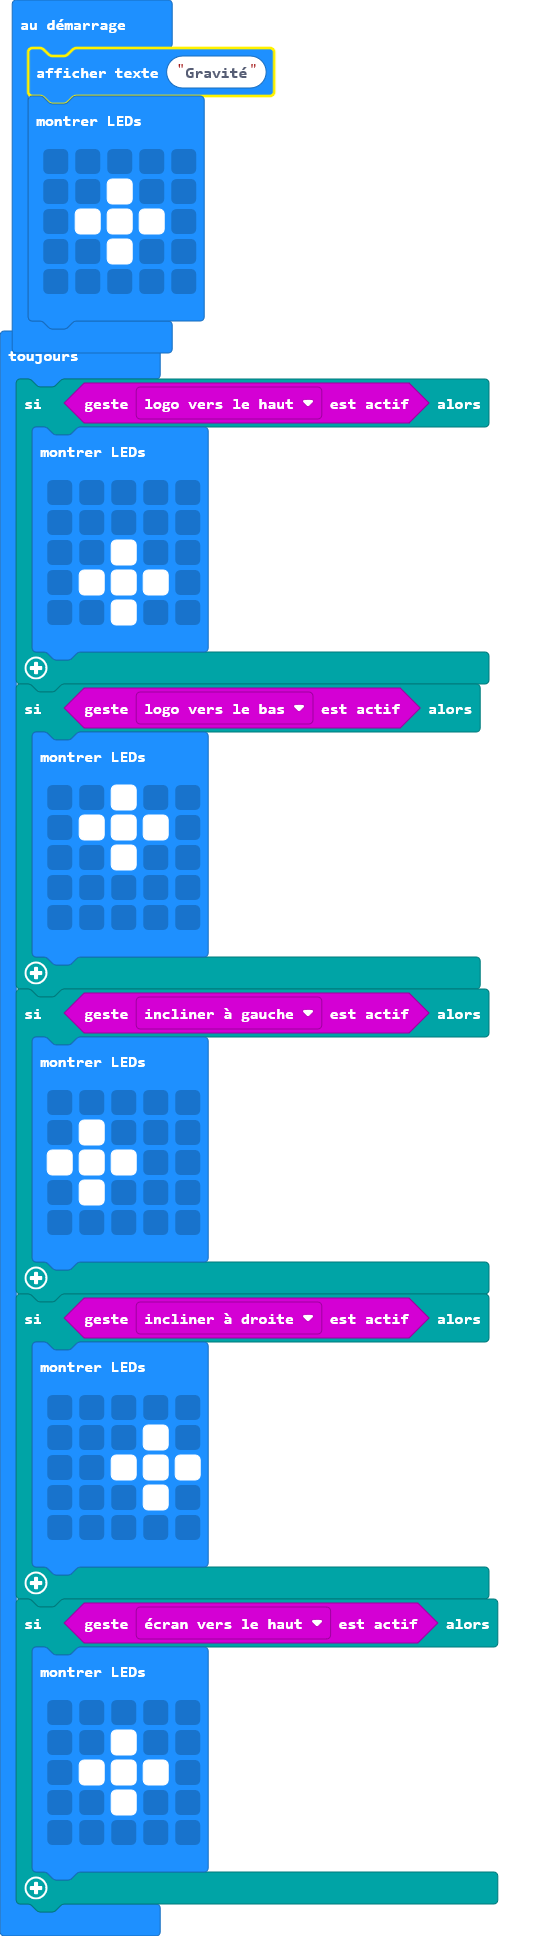 au démarrage
afficher texte "Gravité"
montrer LEDs
toujours
si geste logo vers le haut est actif alors
montrer LEDs
si geste logo vers le bas est actif alors
montrer LEDs
si geste incliner à gauche est actif alors
montrer LEDs
si geste incliner à droite est actif alors
montrer LEDs
si geste écran vers le haut est actif alors
montrer LEDs